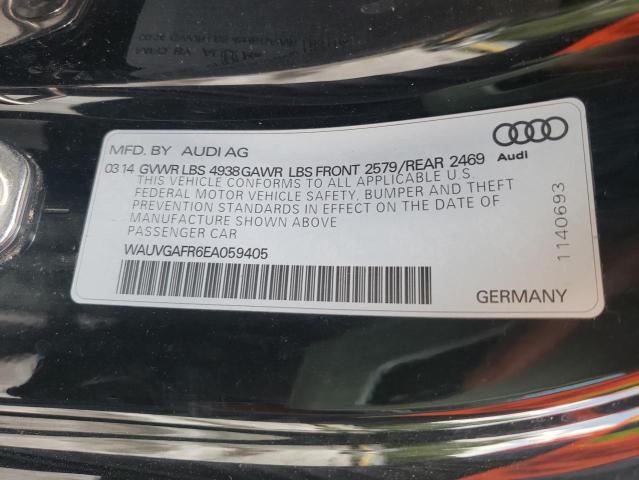 MFD. BY AUDI AG
Audi
0314 GVWR LBS 4938 GAWR LBS FRONT 2579/REAR 2469
THIS VEHICLE CONFORMS TO ALL APPLICABLE U.S.
FEDERAL MOTOR VEHICLE SAFETY, BUMPER AND THEFT
PREVENTION STANDARDS IN EFFECT ON THE DATE OF
MANUFACTURE SHOWN ABOVE
PASSENGER CAR
WAUVGAFR6EA059405
GERMANY
1140693